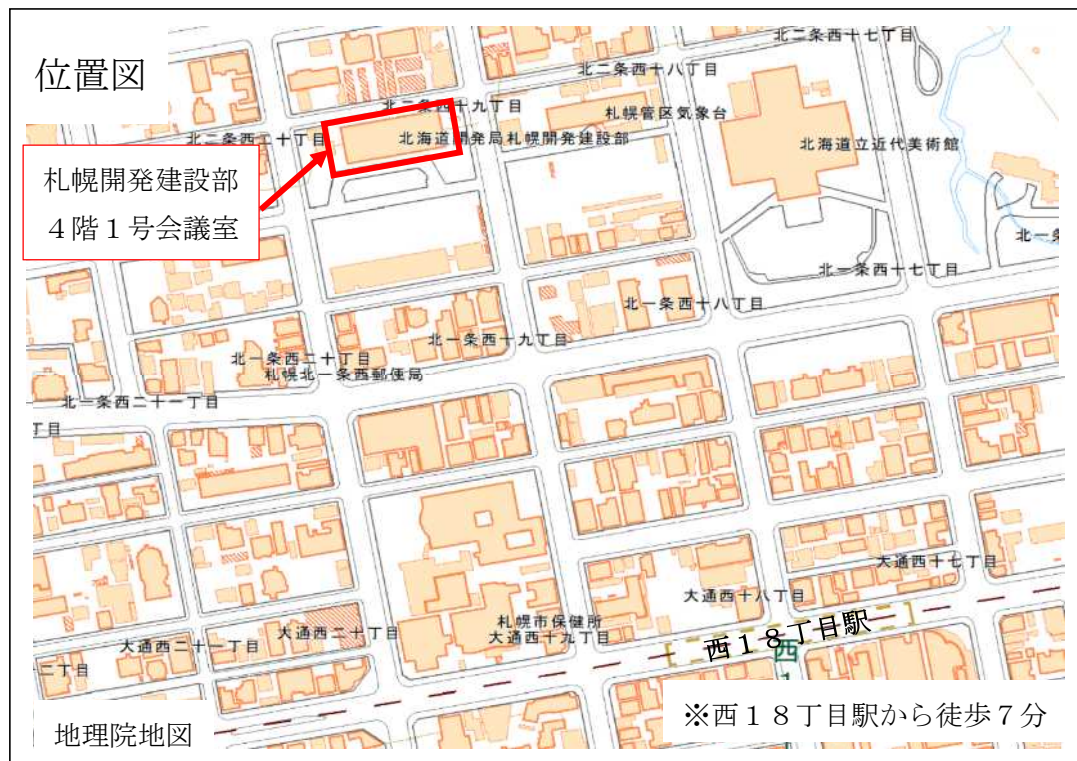 位置図
北二条西十七丁目
北二条西十八丁目
北二条西十九丁目
札幌管区気象台
北二条西二十丁目
北海道開発局札幌開発建設部
北海道立近代美術館
札幌開発建設部
4階1号会議室
北一条西十七丁目
北一条西十八丁目
北一条西十九丁目
北一条西二十丁目
札幌北一条西郵便局
北一条西二十一丁目
丁目
大通西十七丁目
大通西十八丁目
札幌市保健所
大通西十九丁目
大通西二十丁目
大通西二十一丁目
二丁目
西18丁目駅
西
※西18丁目駅から徒歩7分
地理院地図